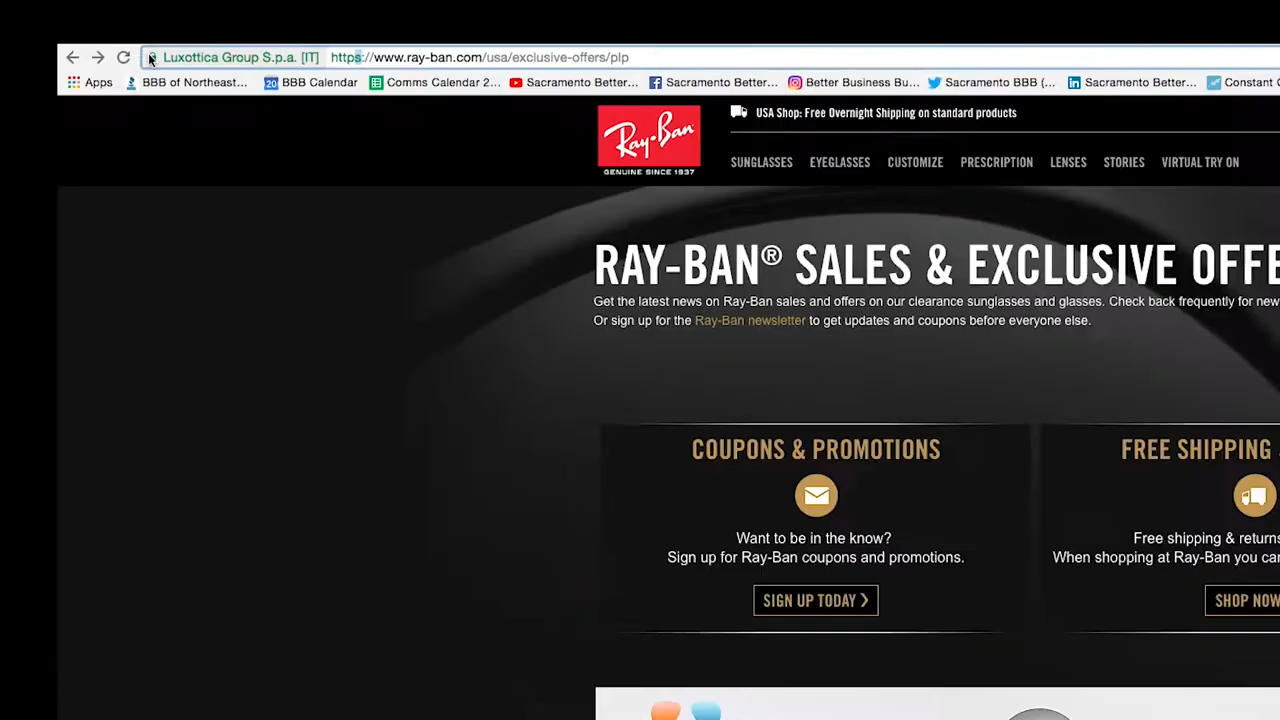 Luxottica Group S.p.a. [IT] https://www.ray-ban.com/usa/exclusive-offers/plp
Apps BBB of Northeast... 20 BBB Calendar Comms Calendar 2... Sacramento Better... Sacramento Better... Better Business Bu... Sacramento BBB (... Sacramento Better... Constant
Ray-Ban
GENUINE SINCE 1937
USA Shop: Free Overnight Shipping on standard products
SUNGLASSES EYEGLASSES CUSTOMIZE PRESCRIPTION LENSES STORIES VIRTUAL TRY ON
RAY-BAN® SALES & EXCLUSIVE OFFE
Get the latest news on Ray-Ban sales and offers on our clearance sunglasses and glasses. Check back frequently for new
Or sign up for the Ray-Ban newsletter to get updates and coupons before everyone else.
COUPONS & PROMOTIONS
Want to be in the know?
Sign up for Ray-Ban coupons and promotions.
SIGN UP TODAY
FREE SHIPPING
Free shipping & returns
When shopping at Ray-Ban you can
SHOP NOW